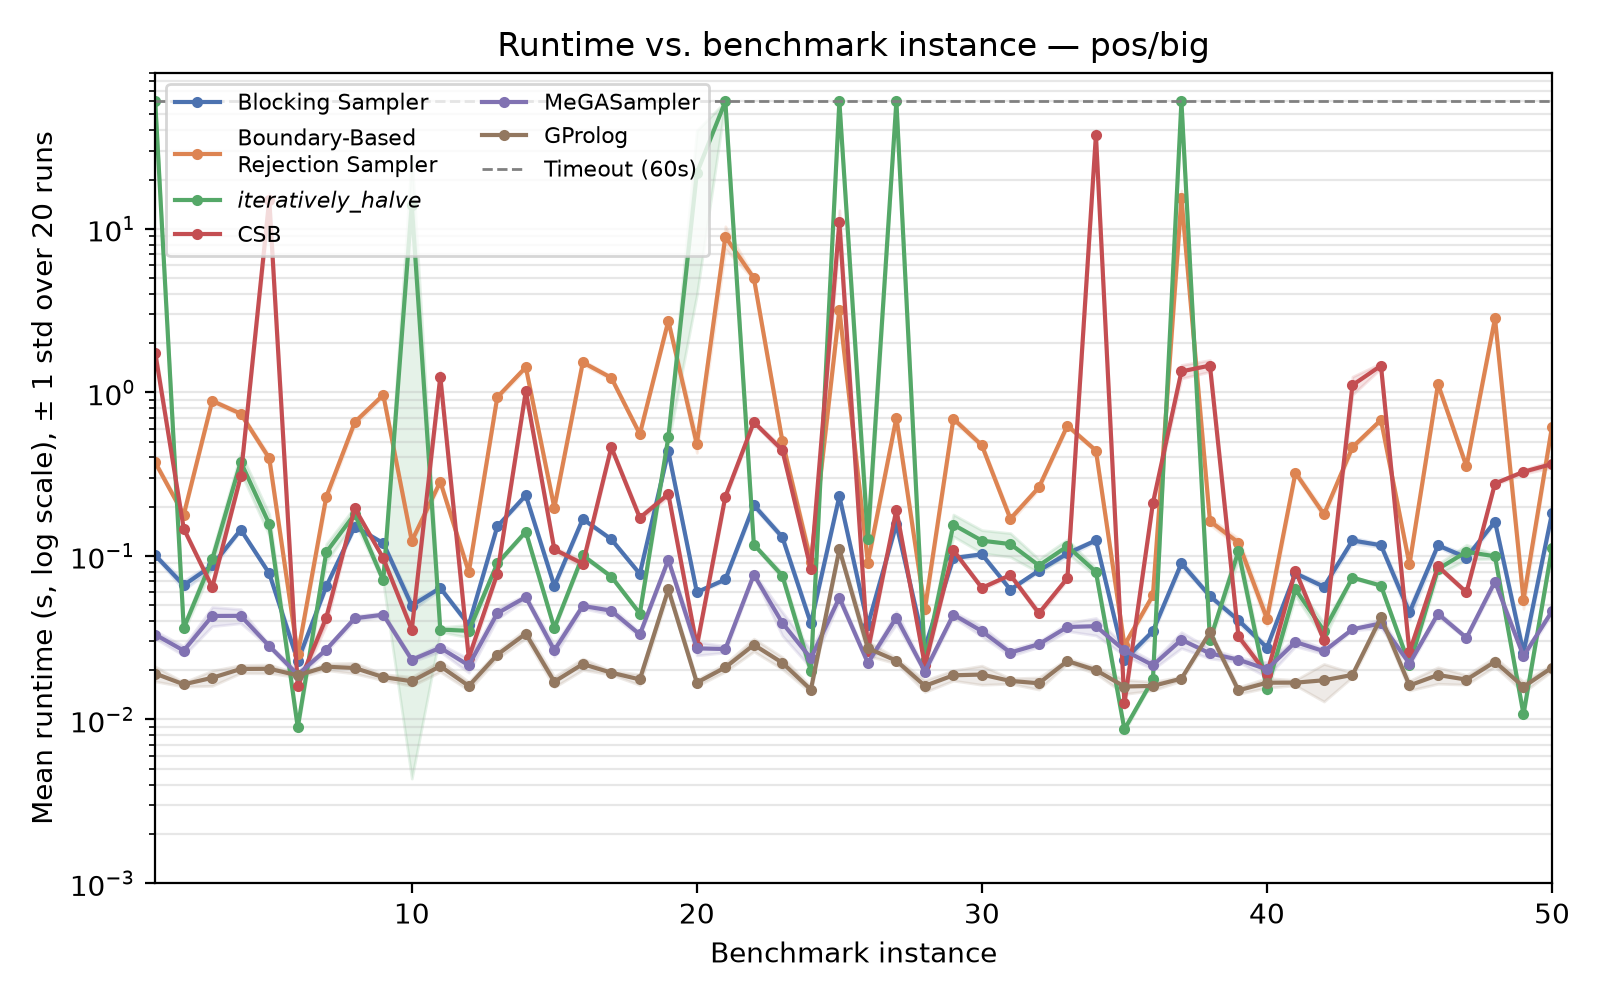 Runtime vs. benchmark instance — pos/big
Mean runtime (s, log scale), ± 1 std over 20 runs
Blocking Sampler
Boundary-Based
Rejection Sampler
iteratively_halve
CSB
MeGASampler
GProlog
Timeout (60s)
10¹
10⁰
10⁻¹
10⁻²
10⁻³
10 20 30 40 50
Benchmark instance